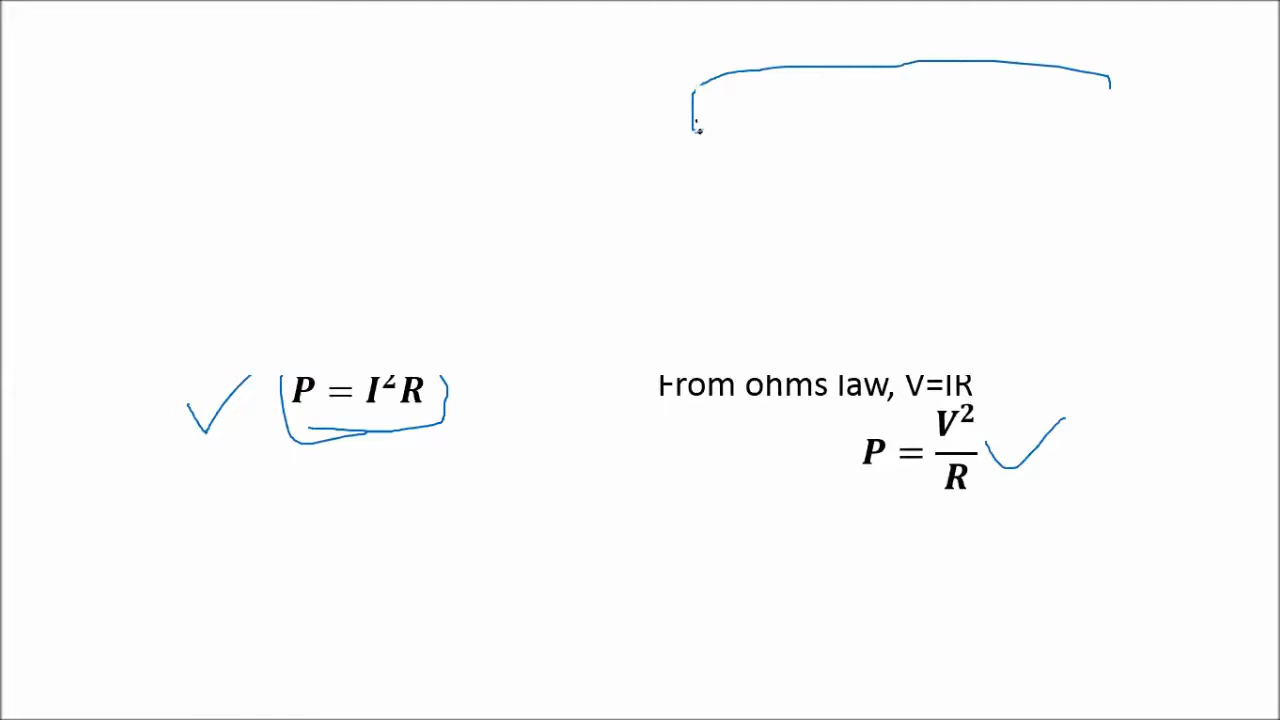 P = I²R
From ohms law, V=IR
P = V²/R